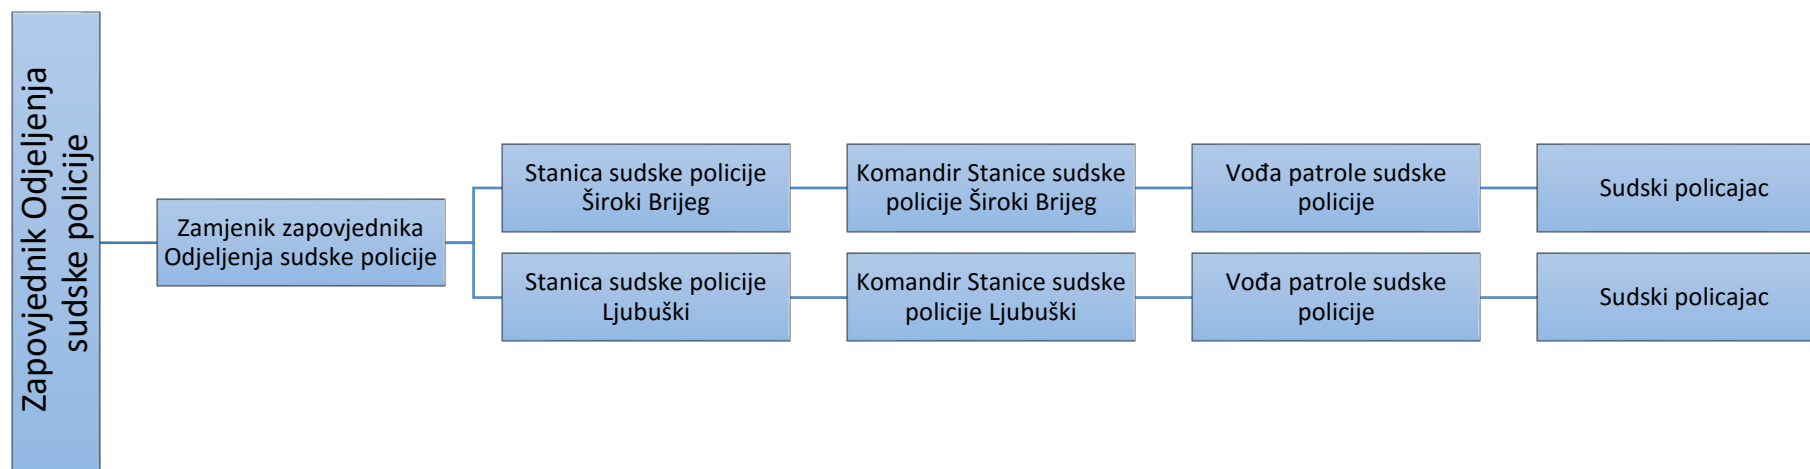 Zapovjednik Odjeljenja
sudske policije
Zamjenik zapovjednika
Odjeljenja sudske policije
Stanica sudske policije
Široki Brijeg
Komandir Stanice sudske
policije Široki Brijeg
Vođa patrole sudske
policije
Sudski policajac
Stanica sudske policije
Ljubuški
Komandir Stanice sudske
policije Ljubuški
Vođa patrole sudske
policije
Sudski policajac